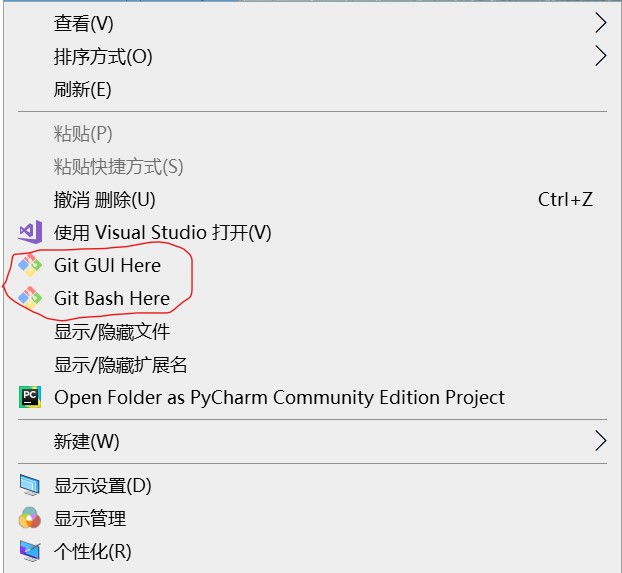 查看(V)
排序方式(O)
刷新(E)
粘贴(P)
粘贴快捷方式(S)
撤消 删除(U) Ctrl+Z
使用 Visual Studio 打开(V)
Git GUI Here
Git Bash Here
显示/隐藏文件
显示/隐藏扩展名
PC Open Folder as PyCharm Community Edition Project
新建(W)
显示设置(D)
显示管理
个性化(R)